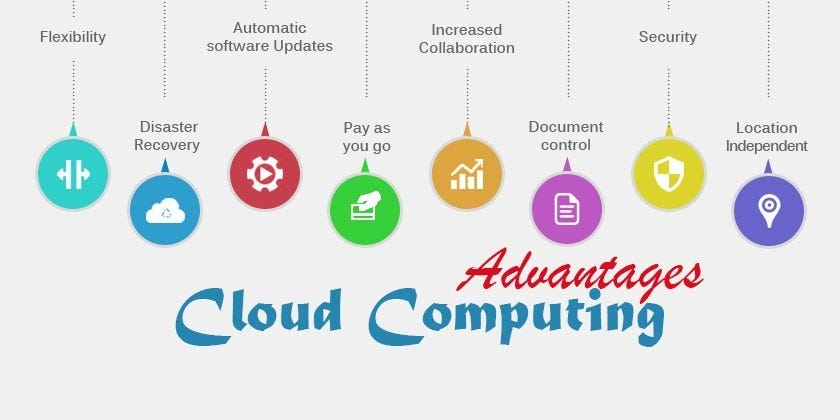 Flexibility
Disaster
Recovery
Automatic
software Updates
Pay as
you go
Increased
Collaboration
Document
control
Security
Location
Independent
Advantages
Cloud Computing